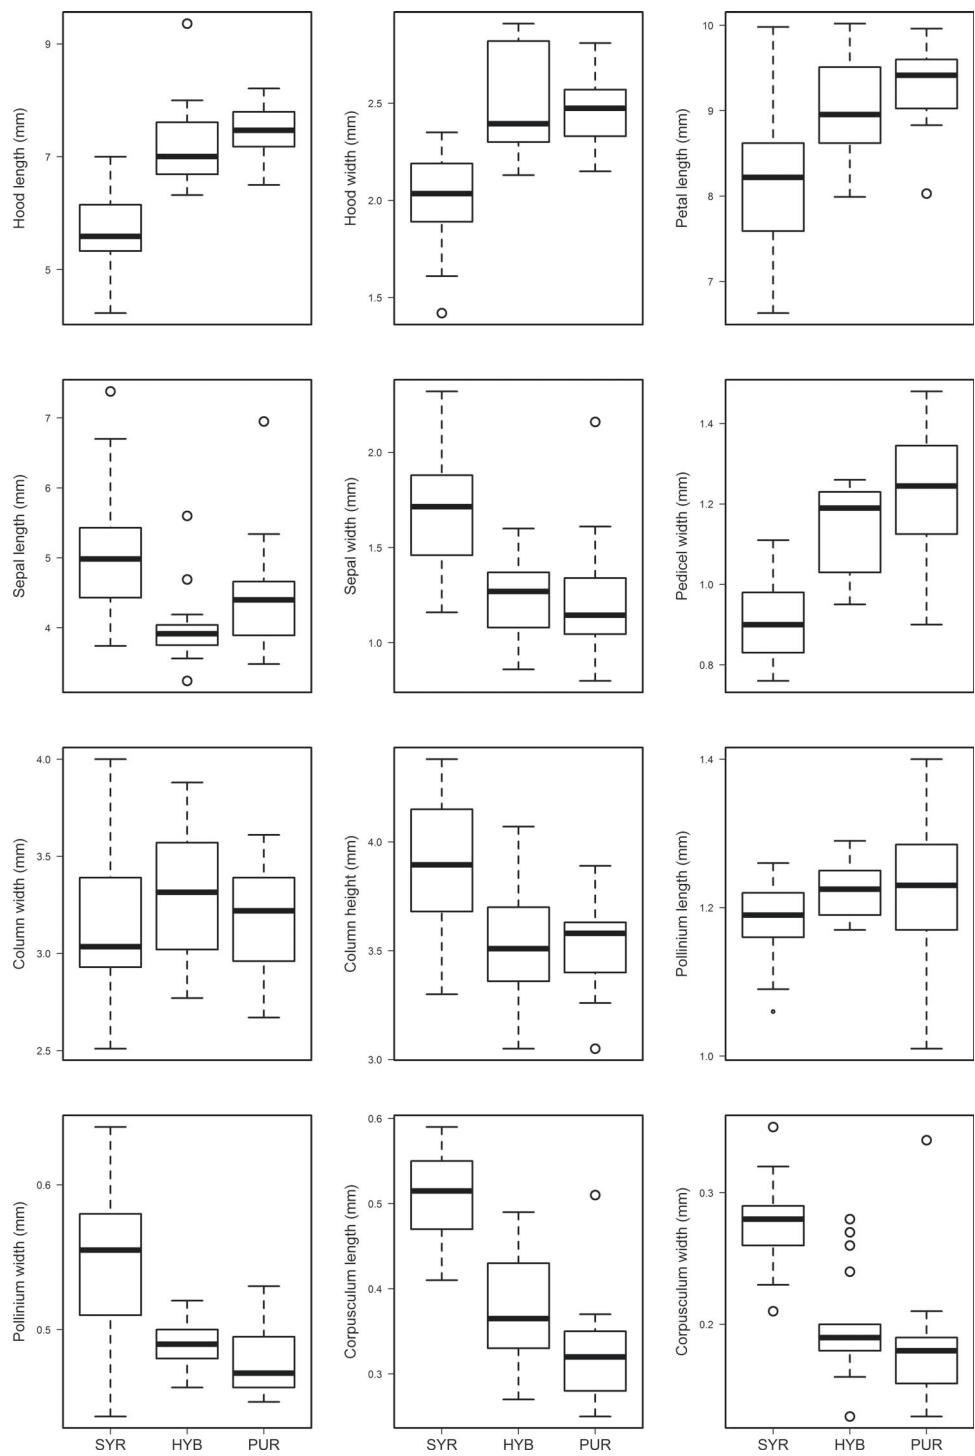 Hood length (mm)
9
7
5
Hood width (mm)
2.5
2.0
1.5
Petal length (mm)
10
9
8
7
Sepal length (mm)
7
6
5
4
Sepal width (mm)
2.0
1.5
1.0
Pedicel width (mm)
1.4
1.2
1.0
0.8
Column width (mm)
4.0
3.5
3.0
2.5
Column height (mm)
4.0
3.5
3.0
Pollinium length (mm)
1.4
1.2
1.0
Pollinium width (mm)
0.6
0.5
SYR HYB PUR
Corpusculum length (mm)
0.6
0.5
0.4
0.3
SYR HYB PUR
Corpusculum width (mm)
0.3
0.2
SYR HYB PUR